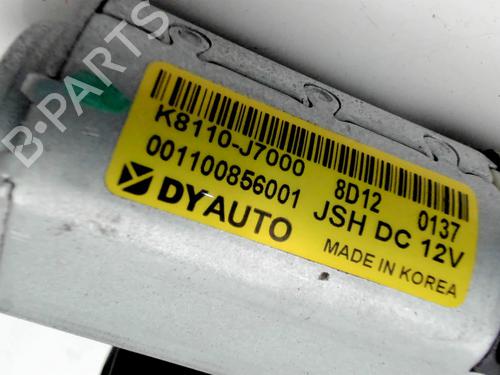 B-PARTS
K8110-J7000 8D12 0137
001100856001 JSH DC 12V
DYAUTO MADE IN KOREA